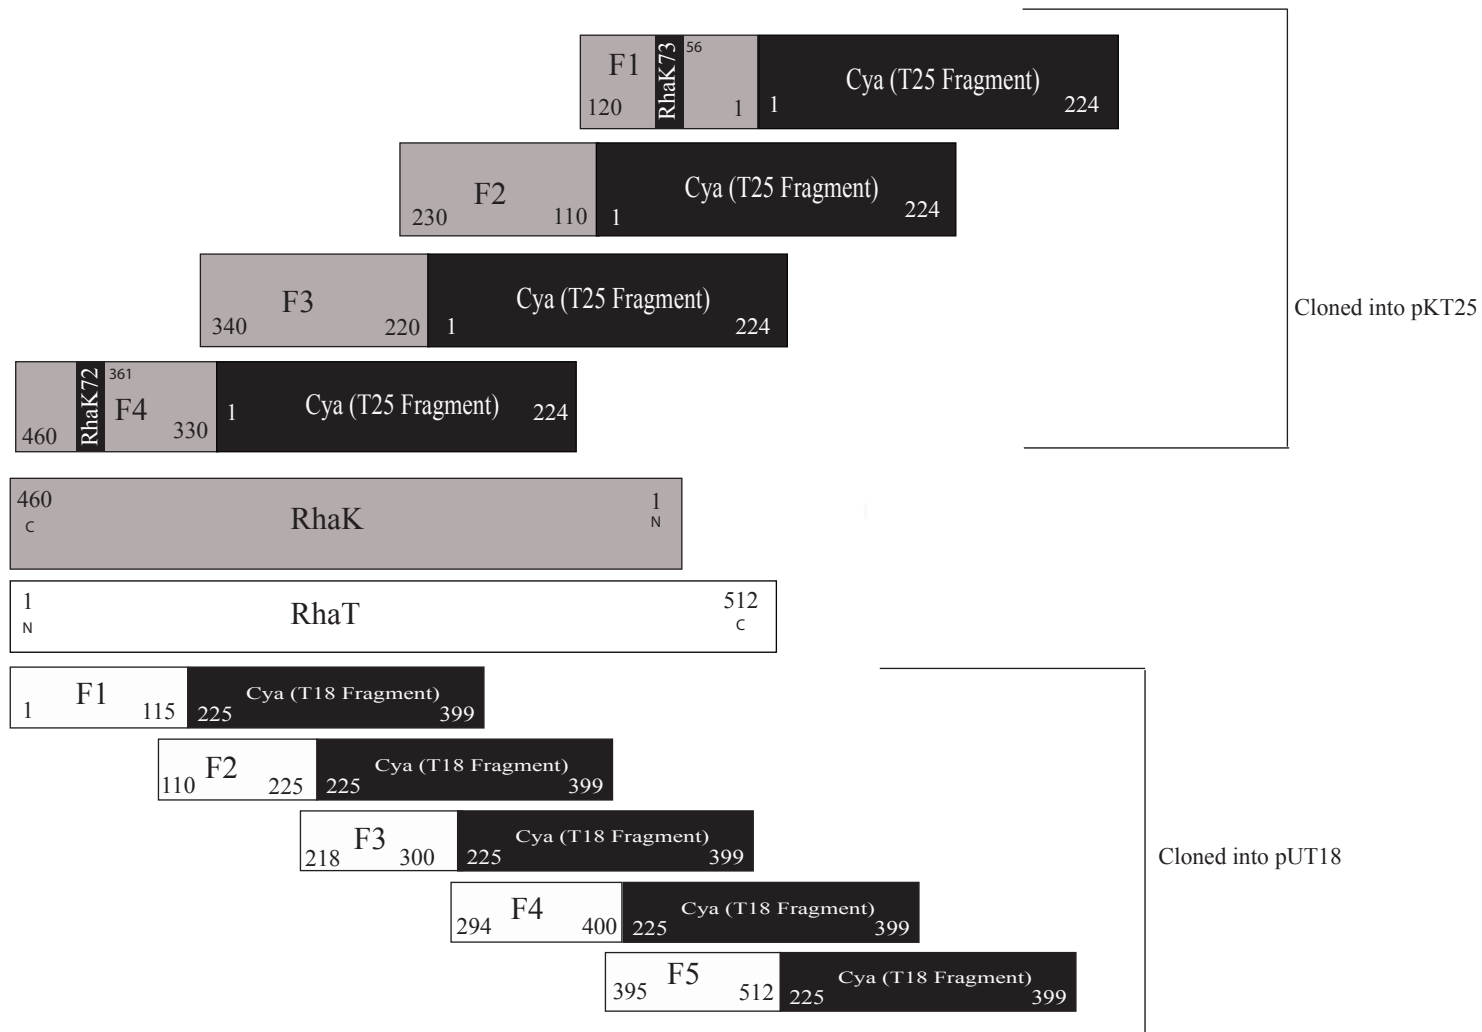 F1 RhaK73 56 Cya (T25 Fragment)
120 1 1 224
F2 Cya (T25 Fragment)
230 110 1 224
F3 Cya (T25 Fragment)
340 220 1 224
Cloned into pKT25
RhaK72 361 F4 Cya (T25 Fragment)
460 330 1 224
460 RhaK 1
C N
1 RhaT 512
N C
F1 Cya (T18 Fragment)
1 115 225 399
F2 Cya (T18 Fragment)
110 225 225 399
F3 Cya (T18 Fragment)
218 300 225 399
Cloned into pUT18
F4 Cya (T18 Fragment)
294 400 225 399
F5 Cya (T18 Fragment)
395 512 225 399